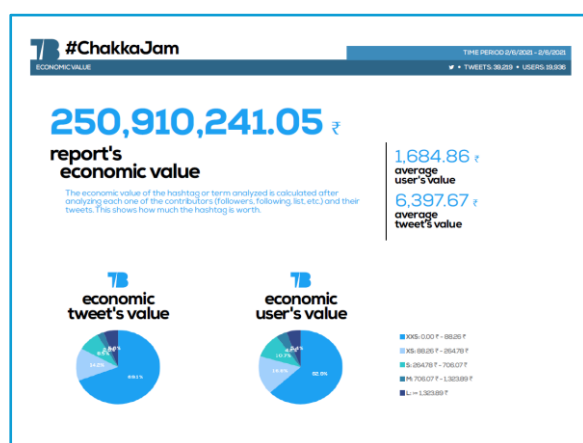 TB #ChakkaJam
TIME PERIOD 2/6/2021 - 2/6/2021
ECONOMIC VALUE
• TWEETS: 39,219 • USERS: 19,936
250,910,241.05 ₹
report's
economic value
The economic value of the hashtag or term analyzed is calculated after
analyzing each one of the contributors (followers, following, list, etc.) and their
tweets. This shows how much the hashtag is worth.
1,684.86 ₹
average
user's value
6,397.67 ₹
average
tweet's value
TB
economic
tweet's value
TB
economic
user's value
XXS: 0.00 ₹ - 88.26 ₹
XS: 88.26 ₹ - 264.78 ₹
S: 264.78 ₹ - 706.07 ₹
M: 706.07 ₹ - 1,323.89 ₹
L: >= 1,323.89 ₹